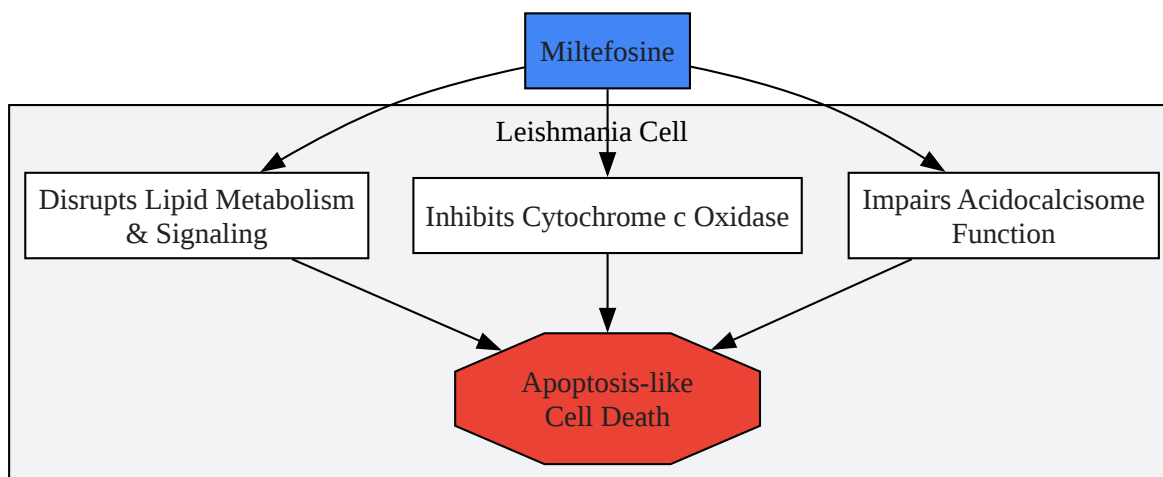 Miltefosine
Leishmania Cell
Disrupts Lipid Metabolism
& Signaling
Inhibits Cytochrome c Oxidase
Impairs Acidocalcisome
Function
Apoptosis-like
Cell Death